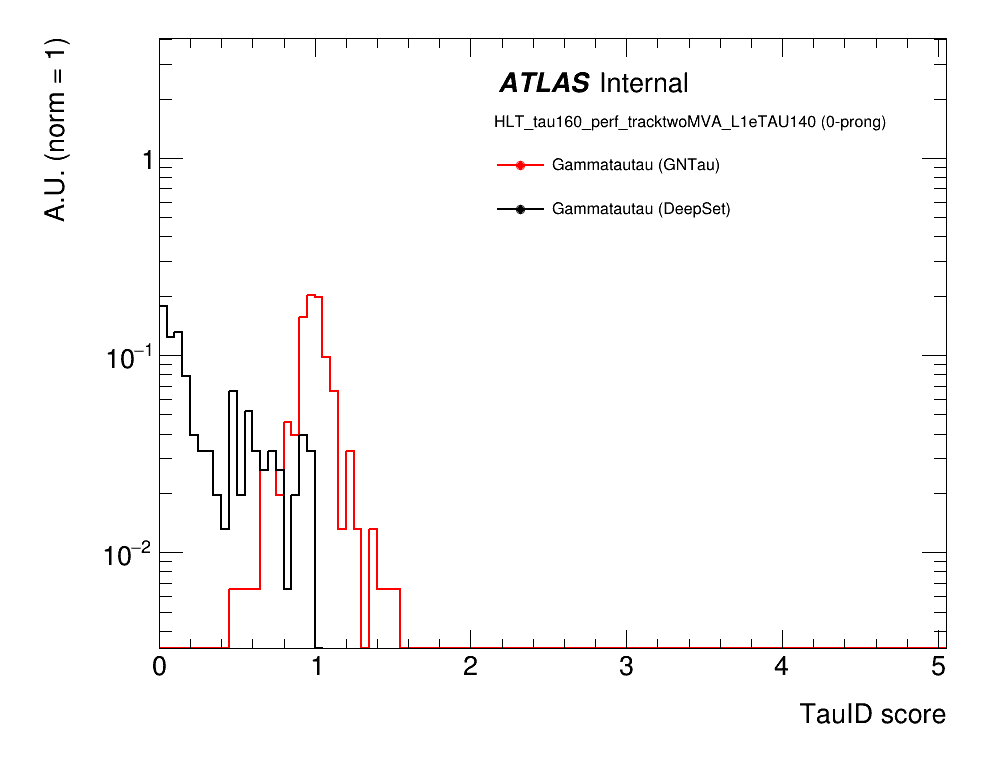 A.U. (norm = 1)
ATLAS Internal
HLT_tau160_perf_tracktwoMVA_L1eTAU140 (0-prong)
Gammatautau (GNTau)
Gammatautau (DeepSet)
1
10⁻¹
10⁻²
0 1 2 3 4 5
TauID score